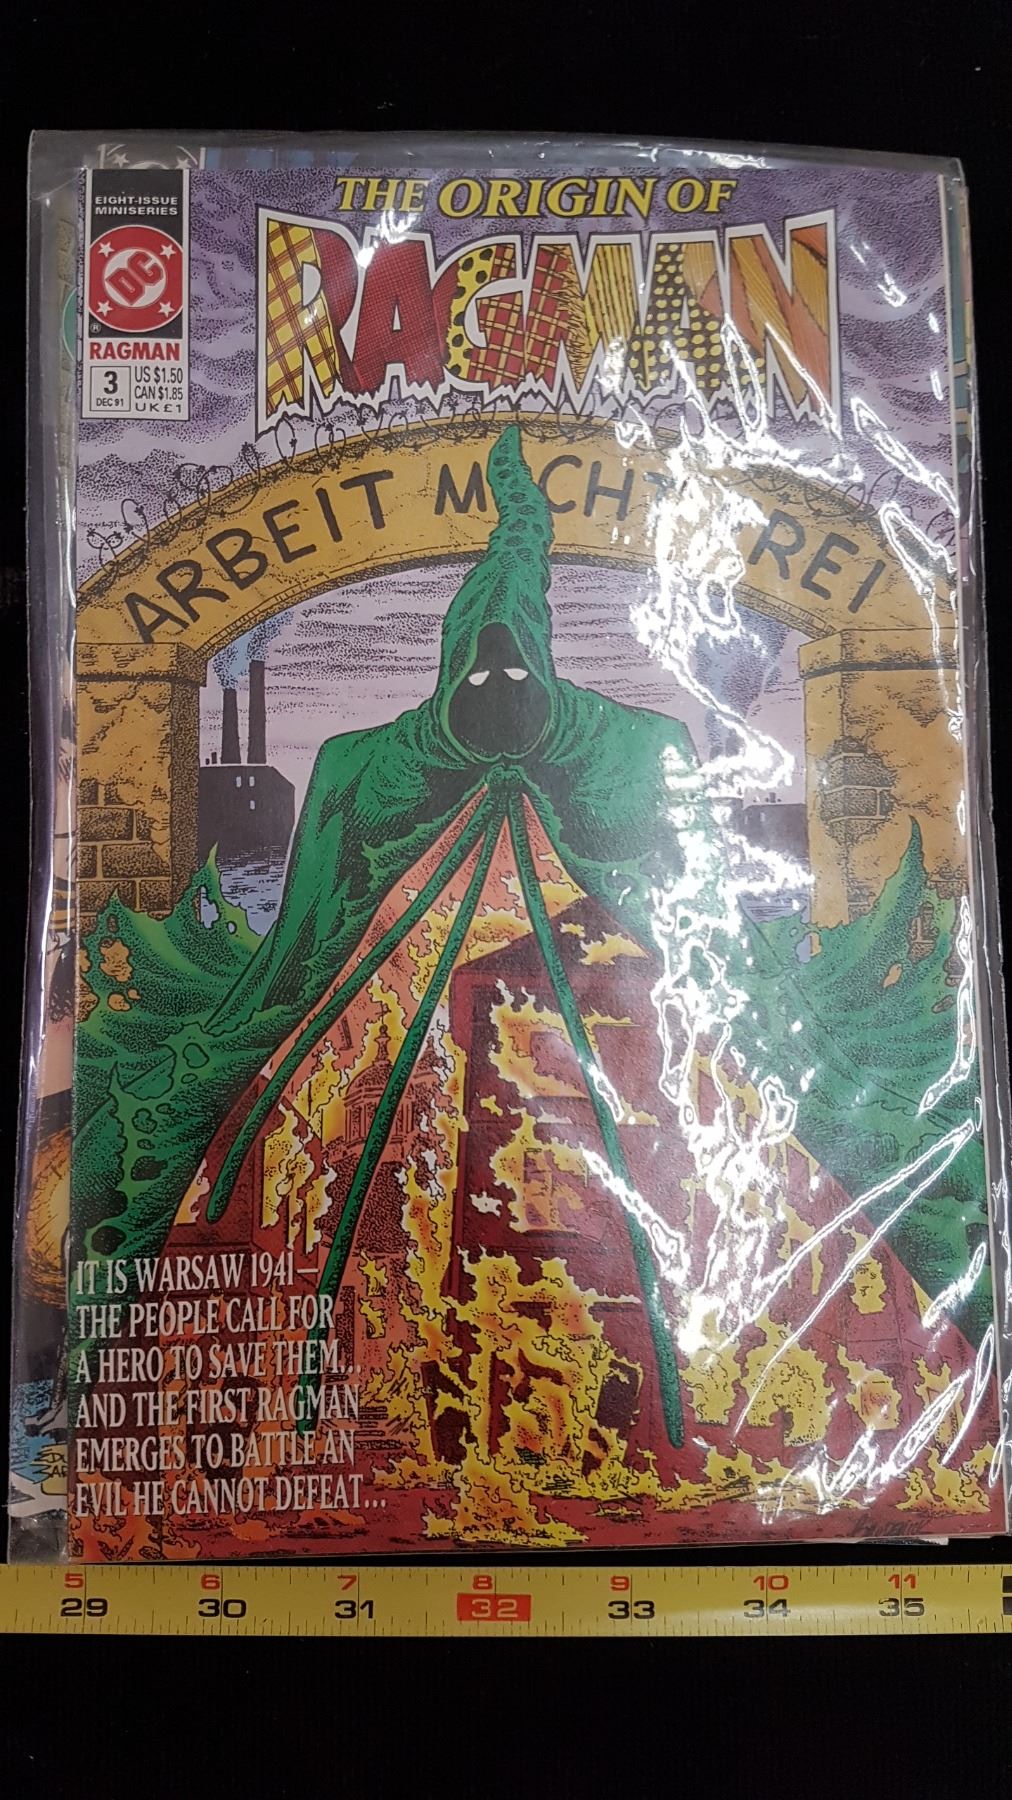 EIGHT-ISSUE
MINISERIES
DC
®
RAGMAN
3
DEC 91
US $1.50
CAN $1.85
UK £1
THE ORIGIN OF
RAGMAN
ARBEIT M CHT REI
IT IS WARSAW 1941—
THE PEOPLE CALL FOR
A HERO TO SAVE THEM...
AND THE FIRST RAGMAN
EMERGES TO BATTLE AN
EVIL HE CANNOT DEFEAT...
5 6 7 8 9 10 11
29 30 31 32 33 34 35